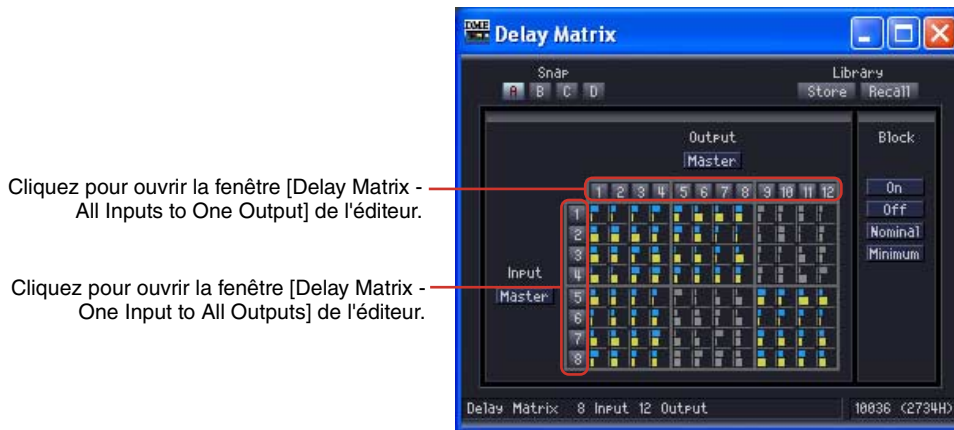 DME Delay Matrix
Snap
Library
A B C D
Store Recall
Output
Block
Master
Cliquez pour ouvrir la fenêtre [Delay Matrix -
All Inputs to One Output] de l'éditeur.
1 2 3 4 5 6 7 8 9 10 11 12
On
Off
Nominal
Minimum
1
2
3
4
5
6
7
8
Input
Master
Cliquez pour ouvrir la fenêtre [Delay Matrix -
One Input to All Outputs] de l'éditeur.
Delay Matrix 8 Input 12 Output
10036 (2734H)